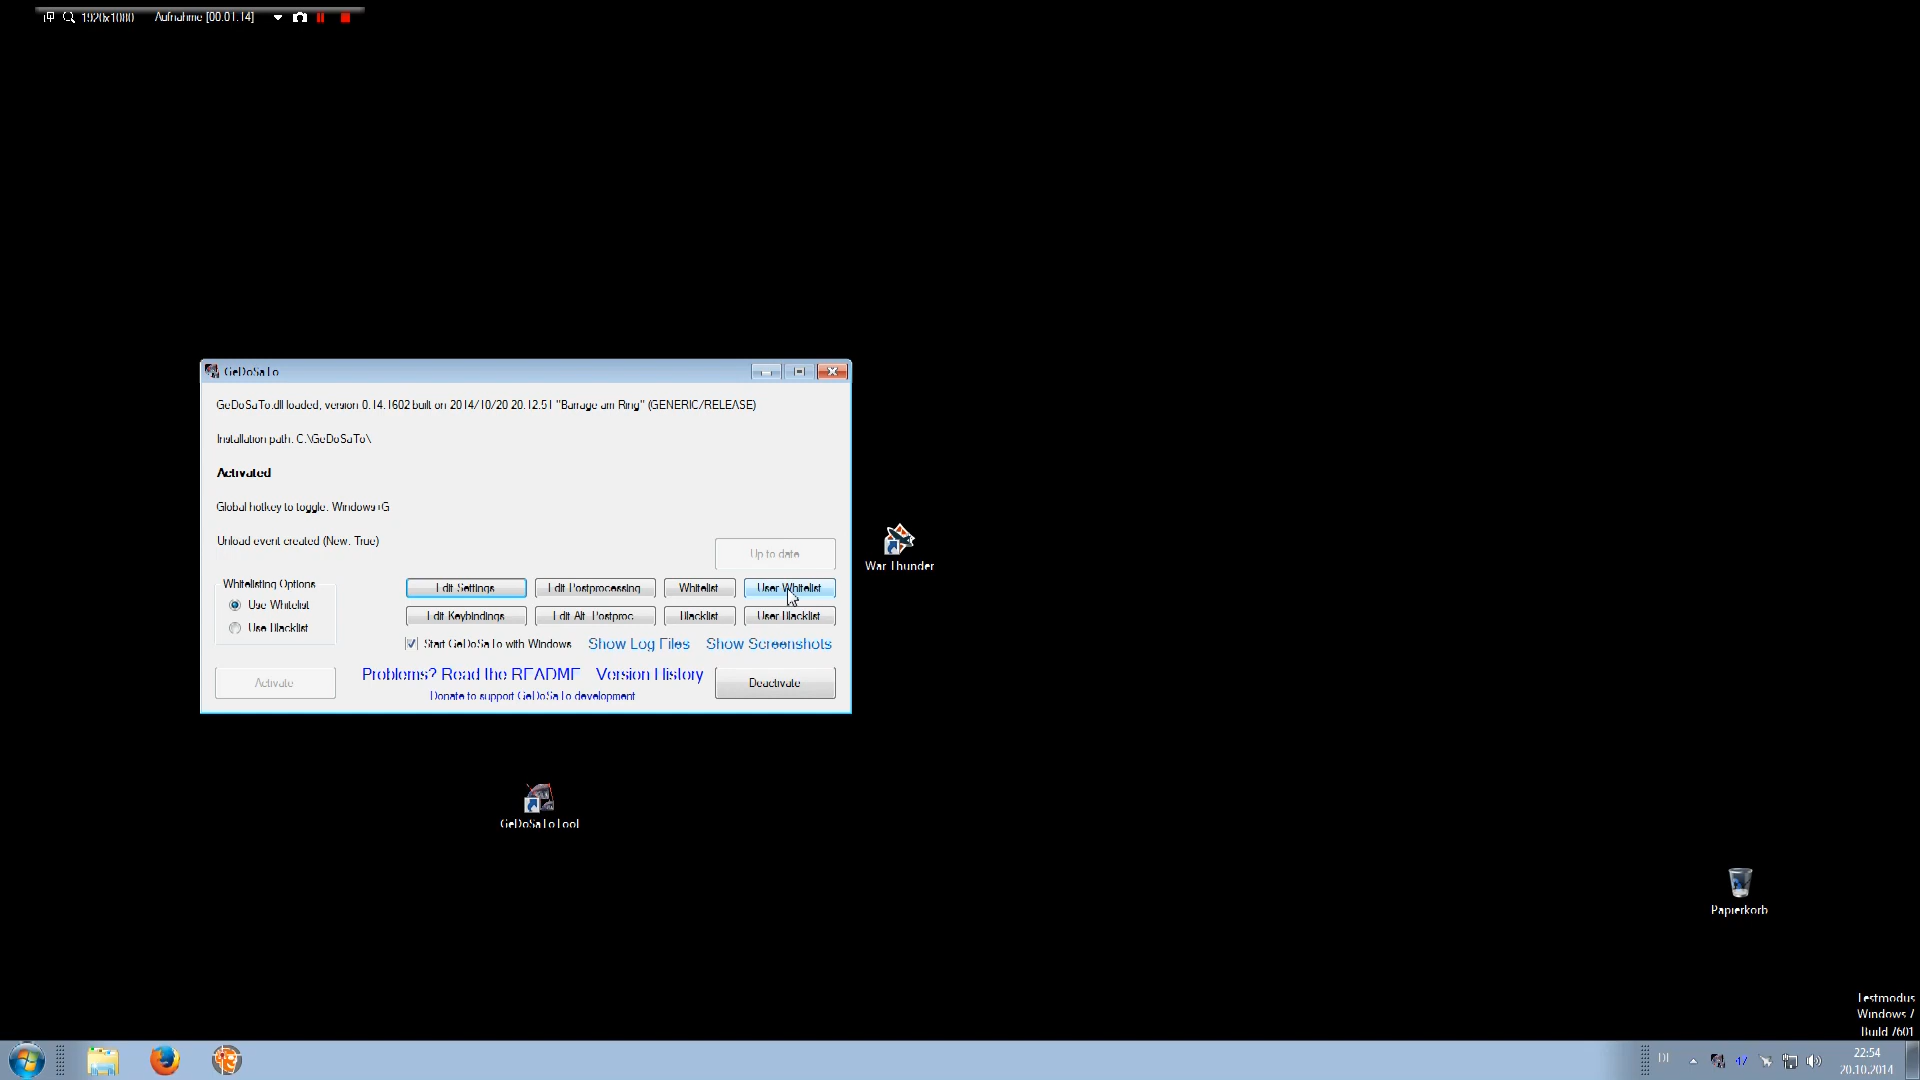 1920x1080 Aufnahme [00:01:14]
GeDoSaTo
GeDoSaTo.dll loaded, version 0.14.1602 built on 2014/10/20 20:12:51 "Barrage am Ring" (GENERIC/RELEASE)
Installation path: C:\GeDoSaTo\
Activated
Global hotkey to toggle: Windows+G
Unload event created (New: True)
Up to date
Whitelisting Options
Use Whitelist
Use Blacklist
Edit Settings Edit Postprocessing Whitelist User Whitelist
Edit Keybindings Edit Alt. Postproc. Blacklist User Blacklist
Start GeDoSaTo with Windows Show Log Files Show Screenshots
Activate
Problems? Read the README Version History
Donate to support GeDoSaTo development
Deactivate
War Thunder
GeDoSaToTool
Papierkorb
Testmodus
Windows 7
Build 7601
DE 47 22:54
20.10.2014